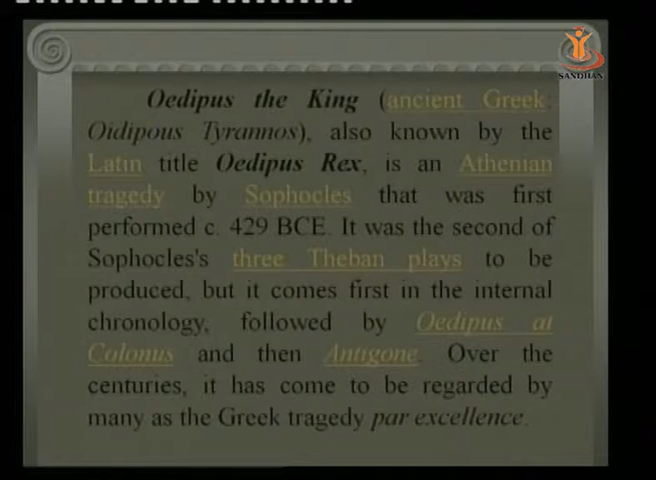 SANDHAN
Oedipus the King (ancient Greek:
Oidipous Tyrannos), also known by the
Latin title Oedipus Rex, is an Athenian
tragedy by Sophocles that was first
performed c. 429 BCE. It was the second of
Sophocles's three Theban plays to be
produced, but it comes first in the internal
chronology, followed by Oedipus at
Colonus and then Antigone. Over the
centuries, it has come to be regarded by
many as the Greek tragedy par excellence.